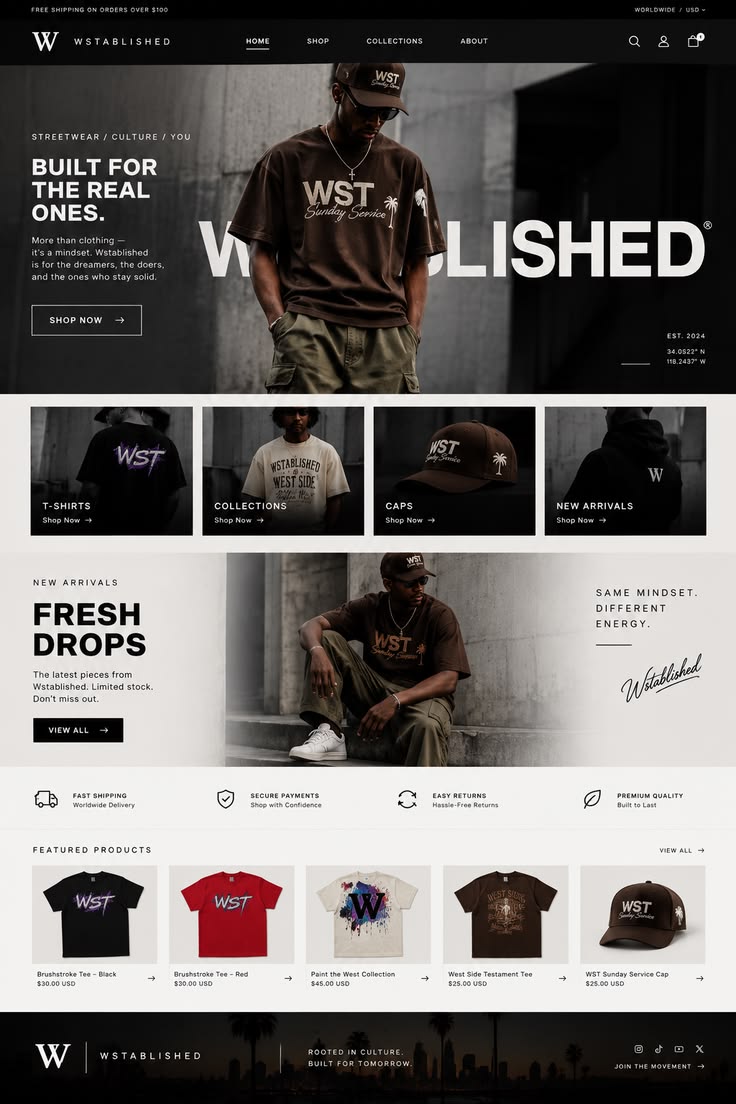 FREE SHIPPING ON ORDERS OVER $100
WORLDWIDE / USD
W WSTABLISHED
HOME
SHOP
COLLECTIONS
ABOUT
WST
STREETWEAR / CULTURE / YOU
BUILT FOR
THE REAL
ONES.
More than clothing —
it's a mindset. Wstablished
is for the dreamers, the doers,
and the ones who stay solid.
SHOP NOW →
WST
Sunday Service
W LISHED®
EST. 2024
34.0522° N
118.2437° W
WST
T-SHIRTS
Shop Now →
WSTABLISHED
WEST SIDE
COLLECTIONS
Shop Now →
WST
Sunday Service
CAPS
Shop Now →
W
NEW ARRIVALS
Shop Now →
NEW ARRIVALS
FRESH
DROPS
The latest pieces from
Wstablished. Limited stock.
Don't miss out.
VIEW ALL →
WST
WST
Sunday Service
SAME MINDSET.
DIFFERENT
ENERGY.
Wstablished
FAST SHIPPING
Worldwide Delivery
SECURE PAYMENTS
Shop with Confidence
EASY RETURNS
Hassle-Free Returns
PREMIUM QUALITY
Built to Last
FEATURED PRODUCTS
VIEW ALL →
WST
WST
W
WEST SIDE
WST
Sunday Service
Brushstroke Tee – Black
$30.00 USD
Brushstroke Tee – Red
$30.00 USD
Paint the West Collection
$45.00 USD
West Side Testament Tee
$25.00 USD
WST Sunday Service Cap
$25.00 USD
W WSTABLISHED
ROOTED IN CULTURE.
BUILT FOR TOMORROW.
JOIN THE MOVEMENT →